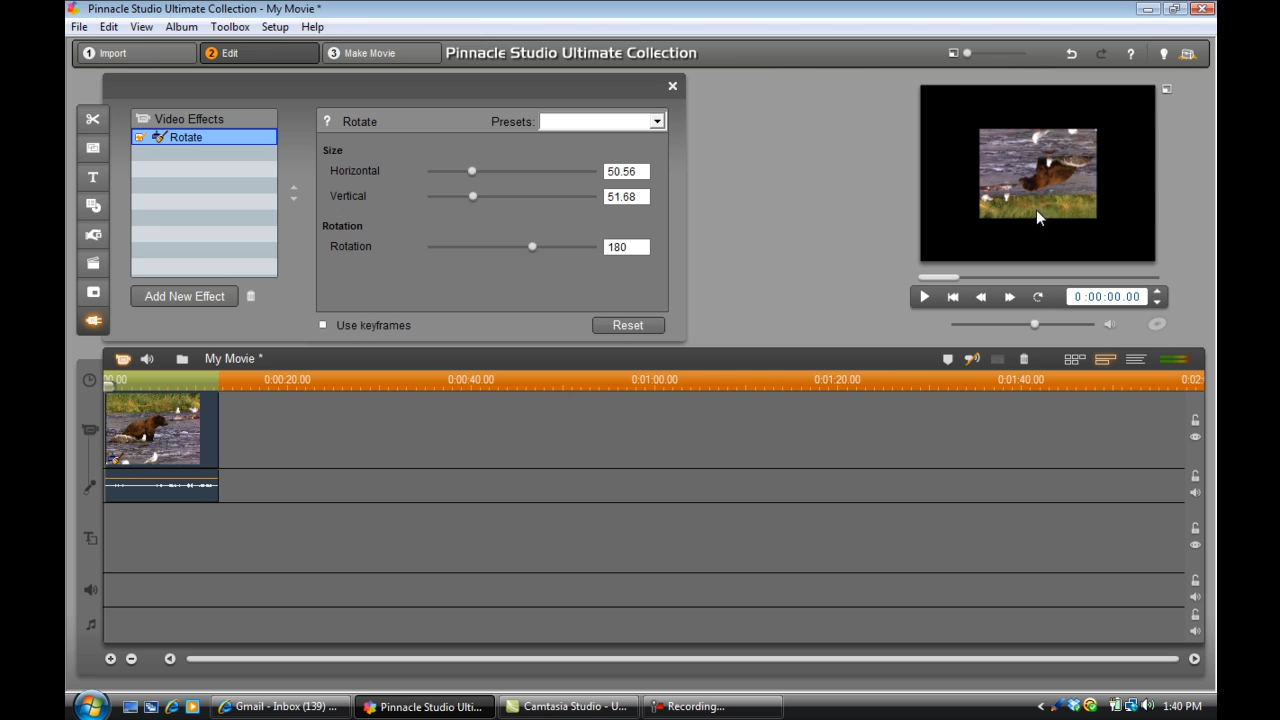 Pinnacle Studio Ultimate Collection - My Movie *
File Edit View Album Toolbox Setup Help
1 Import 2 Edit 3 Make Movie Pinnacle Studio Ultimate Collection
Video Effects
Rotate
Add New Effect
? Rotate Presets:
Size
Horizontal 50.56
Vertical 51.68
Rotation
Rotation 180
Use keyframes Reset
0:00:00.00
My Movie *
00 0:00:20.00 0:00:40.00 0:01:00.00 0:01:20.00 0:01:40.00 0:02
Gmail - Inbox (139) ... Pinnacle Studio Ulti... Camtasia Studio - U... Recording... 1:40 PM